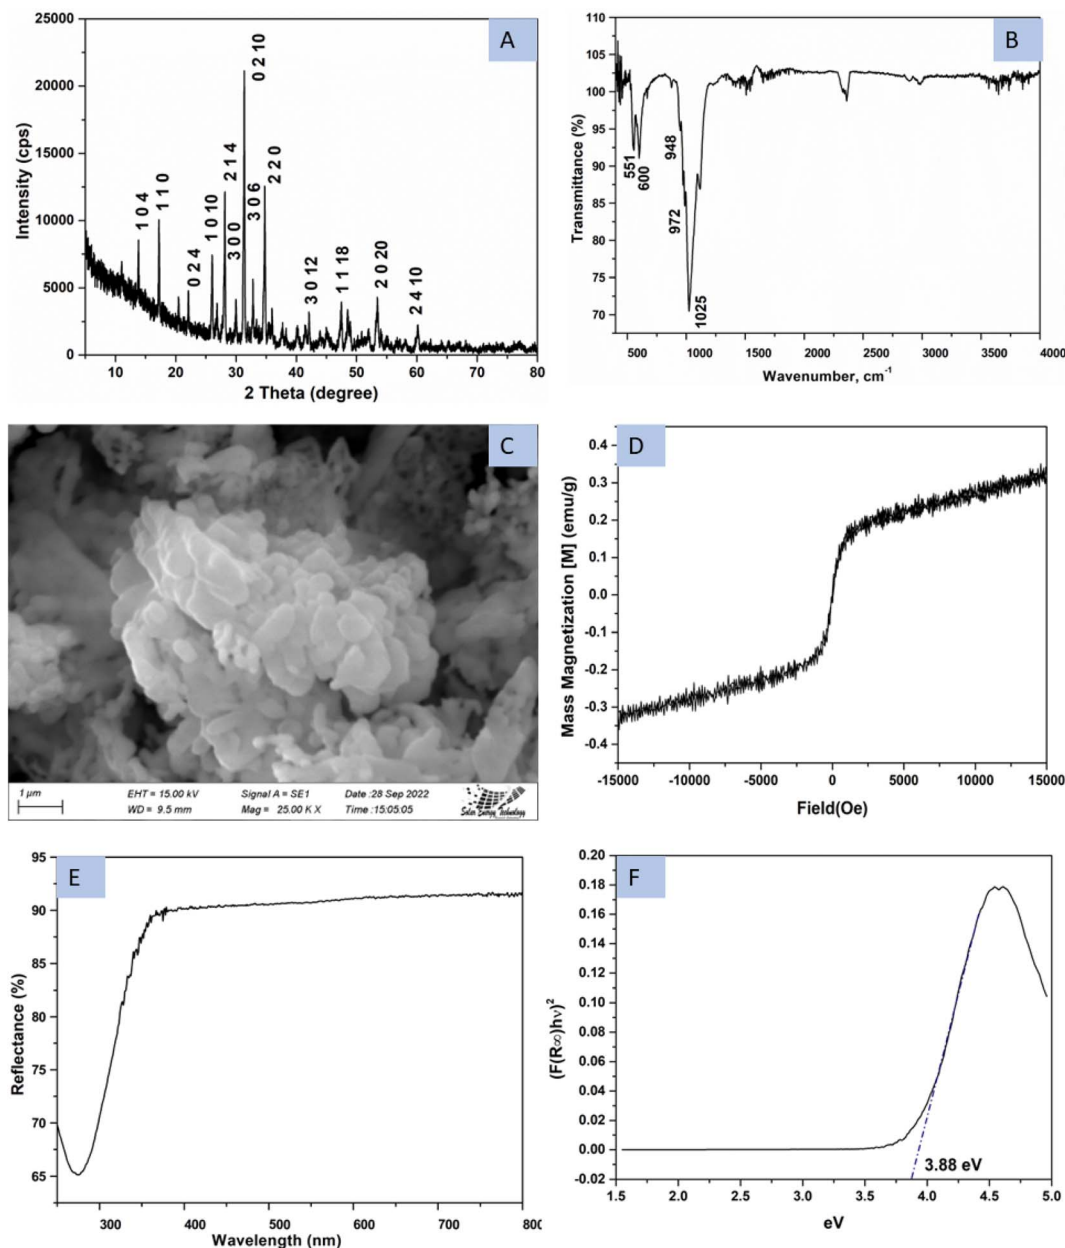 A
25000
20000
15000
10000
5000
0
Intensity (cps)
1 0 4
1 1 0
0 2 4
1 0 10
2 1 4
3 0 0
0 2 10
3 0 6
2 2 0
3 0 12
1 1 18
2 0 20
2 4 10
10 20 30 40 50 60 70 80
2 Theta (degree)
B
110
105
100
95
90
85
80
75
70
Transmittance (%)
551
600
948
972
1025
500 1000 1500 2000 2500 3000 3500 4000
Wavenumber, cm⁻¹
C
1 µm
EHT = 15.00 kV Signal A = SE1 Date :28 Sep 2022
WD = 9.5 mm Mag = 25.00 K X Time :15:05:05
Solar Energy Technology
D
0.4
0.3
0.2
0.1
0.0
-0.1
-0.2
-0.3
-0.4
Mass Magnetization [M] (emu/g)
-15000 -10000 -5000 0 5000 10000 15000
Field(Oe)
E
95
90
85
80
75
70
65
Reflectance (%)
300 400 500 600 700 800
Wavelength (nm)
F
0.20
0.18
0.16
0.14
0.12
0.10
0.08
0.06
0.04
0.02
0.00
-0.02
(F(R∞)hν)²
3.88 eV
1.5 2.0 2.5 3.0 3.5 4.0 4.5 5.0
eV